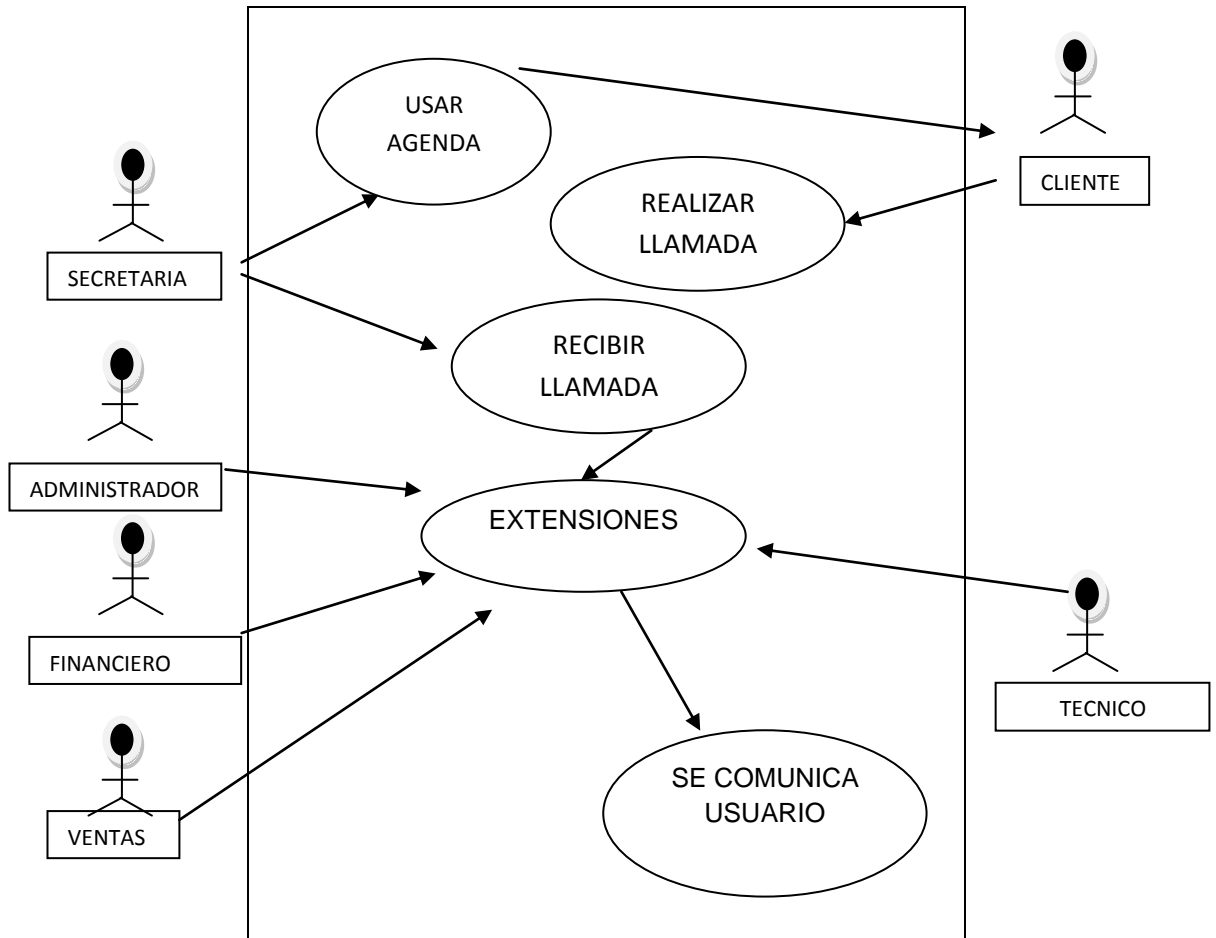 USAR
AGENDA
REALIZAR
LLAMADA
CLIENTE
SECRETARIA
RECIBIR
LLAMADA
ADMINISTRADOR
EXTENSIONES
FINANCIERO
TECNICO
SE COMUNICA
USUARIO
VENTAS